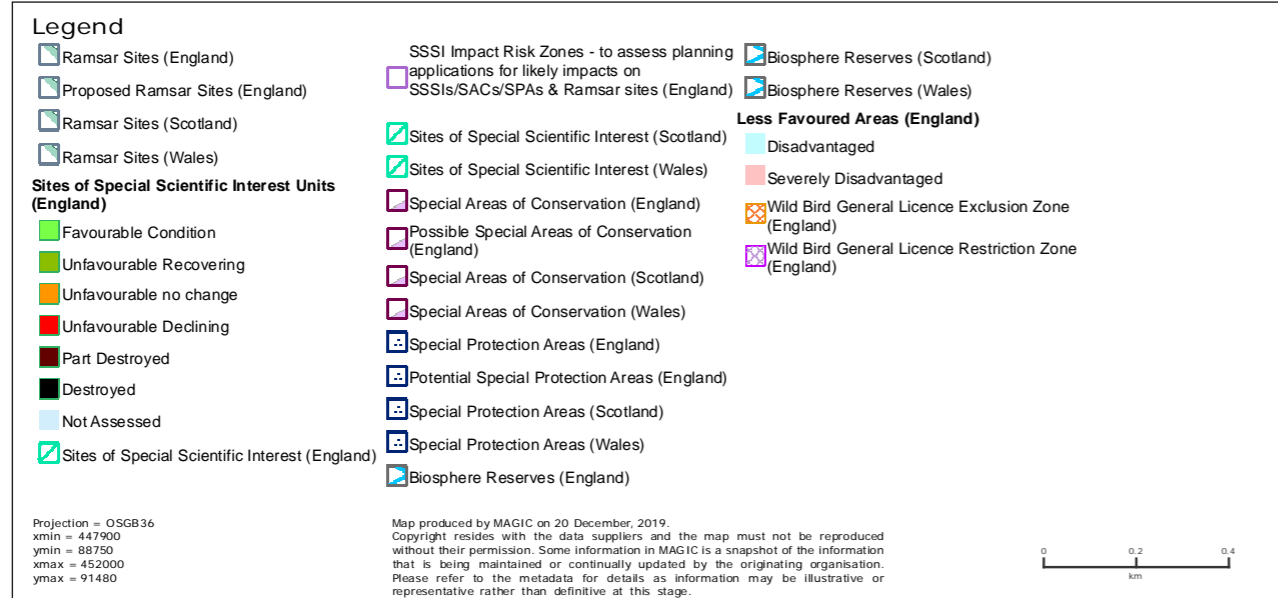 Legend
Ramsar Sites (England)
Proposed Ramsar Sites (England)
Ramsar Sites (Scotland)
Ramsar Sites (Wales)
Sites of Special Scientific Interest Units
(England)
Favourable Condition
Unfavourable Recovering
Unfavourable no change
Unfavourable Declining
Part Destroyed
Destroyed
Not Assessed
Sites of Special Scientific Interest (England)
SSSI Impact Risk Zones - to assess planning
applications for likely impacts on
SSSIs/SACs/SPAs & Ramsar sites (England)
Sites of Special Scientific Interest (Scotland)
Sites of Special Scientific Interest (Wales)
Special Areas of Conservation (England)
Possible Special Areas of Conservation
(England)
Special Areas of Conservation (Scotland)
Special Areas of Conservation (Wales)
Special Protection Areas (England)
Potential Special Protection Areas (England)
Special Protection Areas (Scotland)
Special Protection Areas (Wales)
Biosphere Reserves (England)
Biosphere Reserves (Scotland)
Biosphere Reserves (Wales)
Less Favoured Areas (England)
Disadvantaged
Severely Disadvantaged
Wild Bird General Licence Exclusion Zone
(England)
Wild Bird General Licence Restriction Zone
(England)
Projection = OSGB36
xmin = 447900
ymin = 88750
xmax = 452000
ymax = 91480
Map produced by MAGIC on 20 December, 2019.
Copyright resides with the data suppliers and the map must not be reproduced
without their permission. Some information in MAGIC is a snapshot of the information
that is being maintained or continually updated by the originating organisation.
Please refer to the metadata for details as information may be illustrative or
representative rather than definitive at this stage.
0 0.2 0.4
km